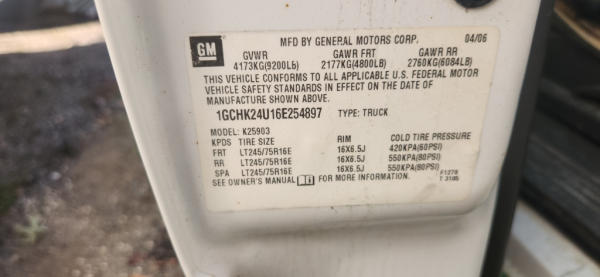 GM
MFD BY GENERAL MOTORS CORP. 04/06
GVWR GAWR FRT GAWR RR
4173KG(9200LB) 2177KG(4800LB) 2760KG(6084LB)
THIS VEHICLE CONFORMS TO ALL APPLICABLE U.S. FEDERAL MOTOR
VEHICLE SAFETY STANDARDS IN EFFECT ON THE DATE OF
MANUFACTURE SHOWN ABOVE.
1GCHK24U16E254897 TYPE: TRUCK
MODEL: K25903
KPDS TIRE SIZE RIM COLD TIRE PRESSURE
FRT LT245/75R16E 16X6.5J 420KPA(60PSI)
RR LT245/75R16E 16X6.5J 550KPA(80PSI)
SPA LT245/75R16E 16X6.5J 550KPA(80PSI)
SEE OWNER'S MANUAL FOR MORE INFORMATION.
F1278
T 3185